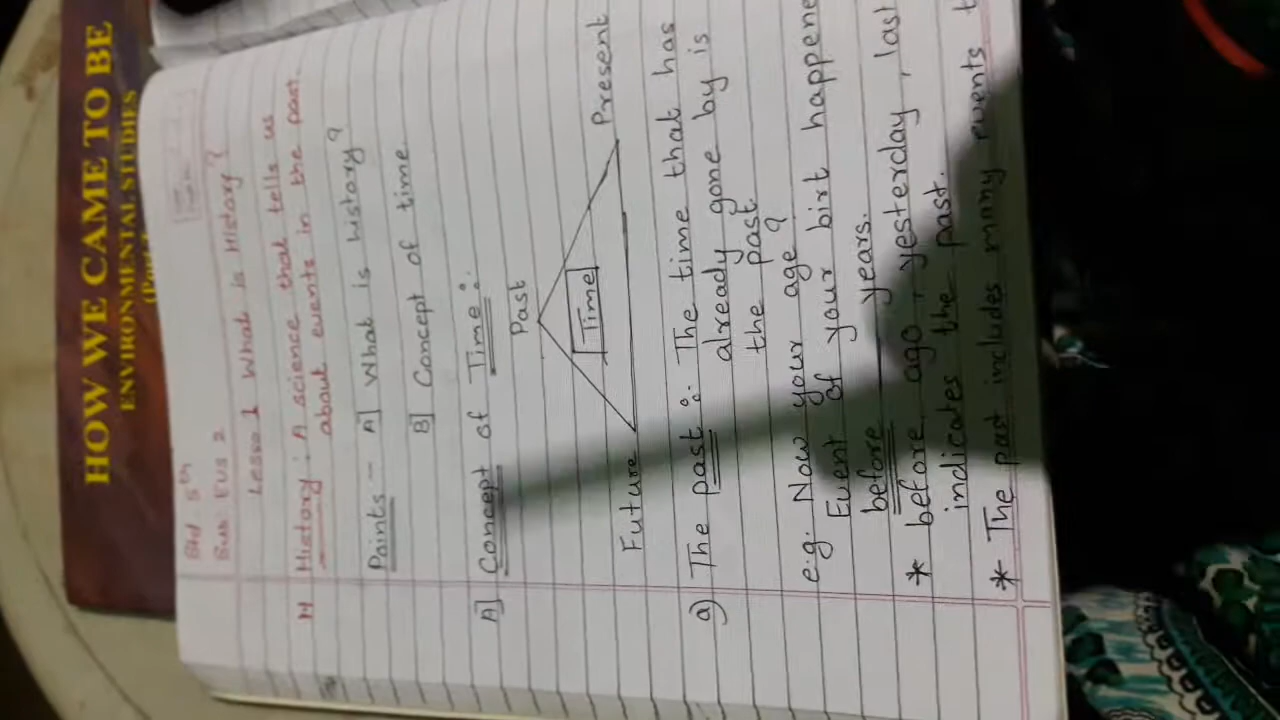 HOW WE CAME TO BE
ENVIRONMENTAL STUDIES
Std 5th
Sub: EVS 2
Lesso 1 What is History?
History : A science that tells us
about events in the past.
Points - A] What is history?
B] Concept of time
A] Concept of Time :
Past
Time
Future Present
a) The past : The time that has
already gone by is
the past.
e.g. Now your age ?
Event of your birt happene
before years.
* before, ago, yesterday, last
indicates the past.
* The past includes many events t